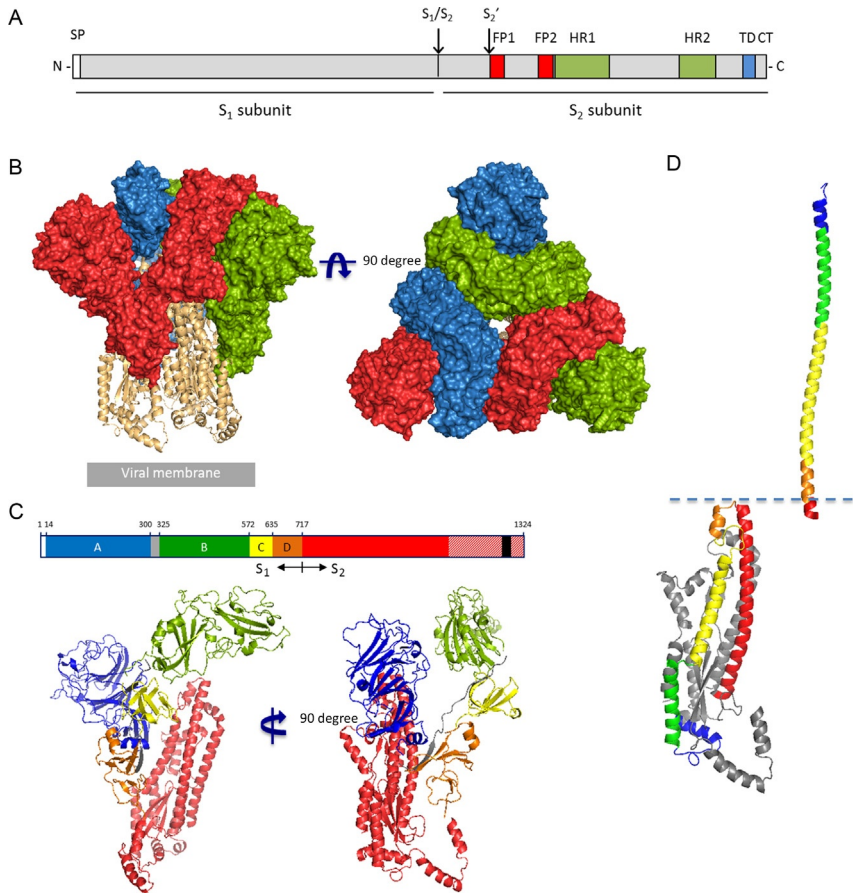 A
S₁/S₂ S₂′
SP FP1 FP2 HR1 HR2 TD CT
N - - C
S₁ subunit S₂ subunit
B
D
90 degree
Viral membrane
C
1 14 300 325 572 635 717 1324
A B C D
S₁ S₂
90 degree